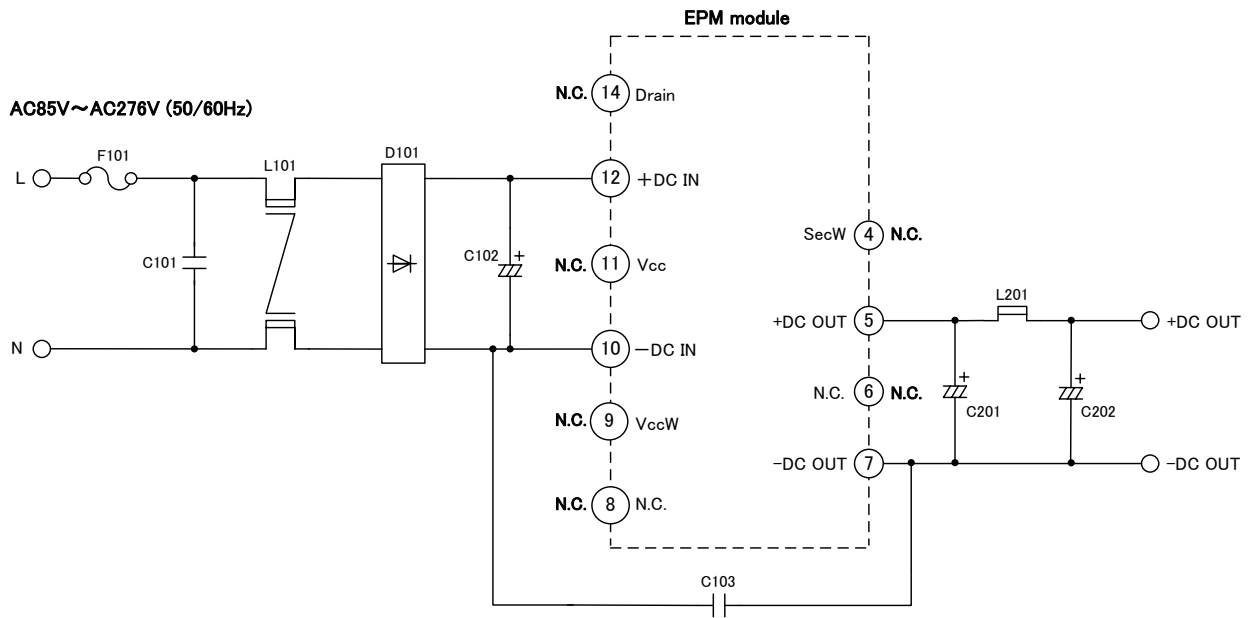 EPM module
AC85V～AC276V (50/60Hz)
N.C. 14 Drain
F101
L101
D101
L
12 +DC IN
SecW 4 N.C.
C101
C102
+
N.C. 11 Vcc
L201
+DC OUT 5
+DC OUT
N
10 −DC IN
N.C. 6 N.C.
+
C201
+
C202
N.C. 9 VccW
−DC OUT 7
−DC OUT
N.C. 8 N.C.
C103